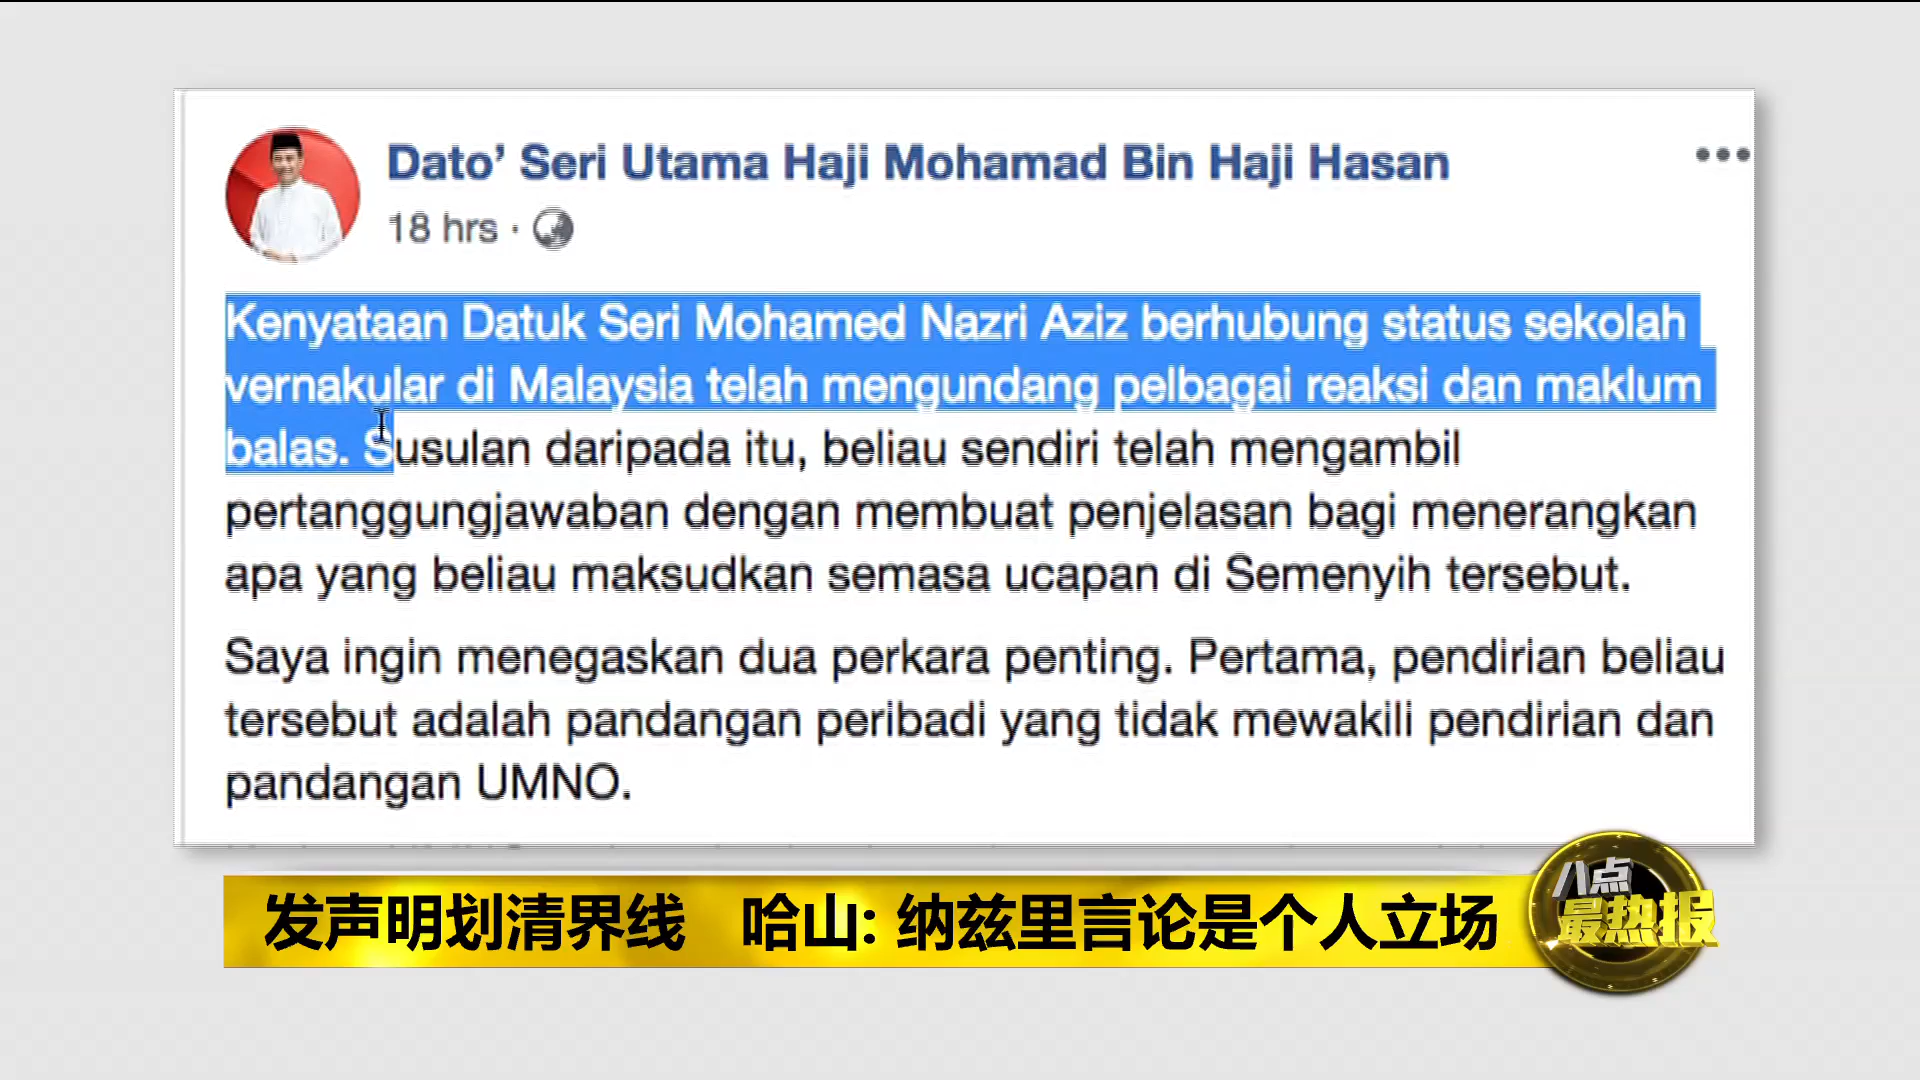 Dato’ Seri Utama Haji Mohamad Bin Haji Hasan
18 hrs ·
Kenyataan Datuk Seri Mohamed Nazri Aziz berhubung status sekolah
vernakular di Malaysia telah mengundang pelbagai reaksi dan maklum
balas. Susulan daripada itu, beliau sendiri telah mengambil
pertanggungjawaban dengan membuat penjelasan bagi menerangkan
apa yang beliau maksudkan semasa ucapan di Semenyih tersebut.
Saya ingin menegaskan dua perkara penting. Pertama, pendirian beliau
tersebut adalah pandangan peribadi yang tidak mewakili pendirian dan
pandangan UMNO.
发声明划清界线 哈山: 纳兹里言论是个人立场
八点
最热报